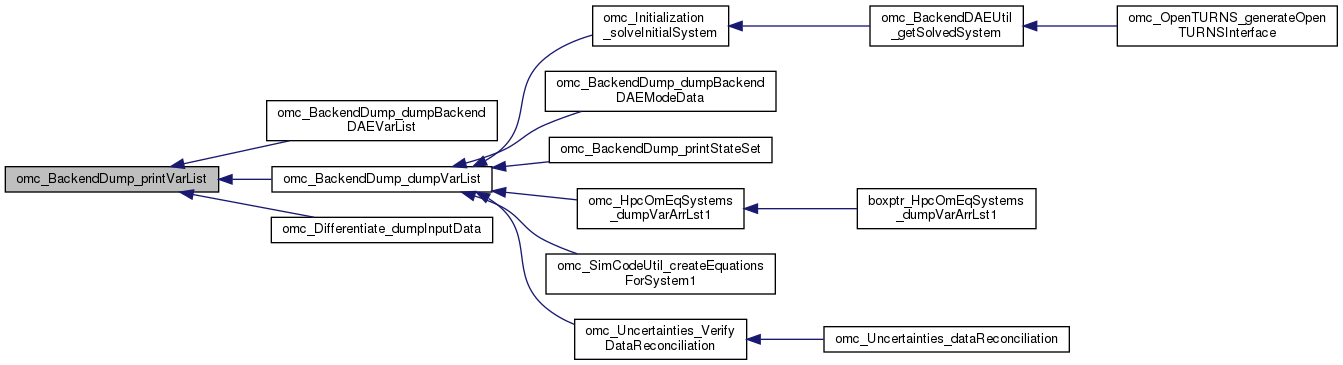 omc_Initialization
_solveInitialSystem
omc_BackendDAEUtil
_getSolvedSystem
omc_OpenTURNS_generateOpen
TURNSInterface
omc_BackendDump_dumpBackend
DAEModeData
omc_BackendDump_dumpBackend
DAEVarList
omc_BackendDump_printStateSet
omc_BackendDump_printVarList
omc_BackendDump_dumpVarList
omc_HpcOmEqSystems
_dumpVarArrLst1
boxptr_HpcOmEqSystems
_dumpVarArrLst1
omc_Differentiate_dumpInputData
omc_SimCodeUtil_createEquations
ForSystem1
omc_Uncertainties_Verify
DataReconciliation
omc_Uncertainties_dataReconciliation